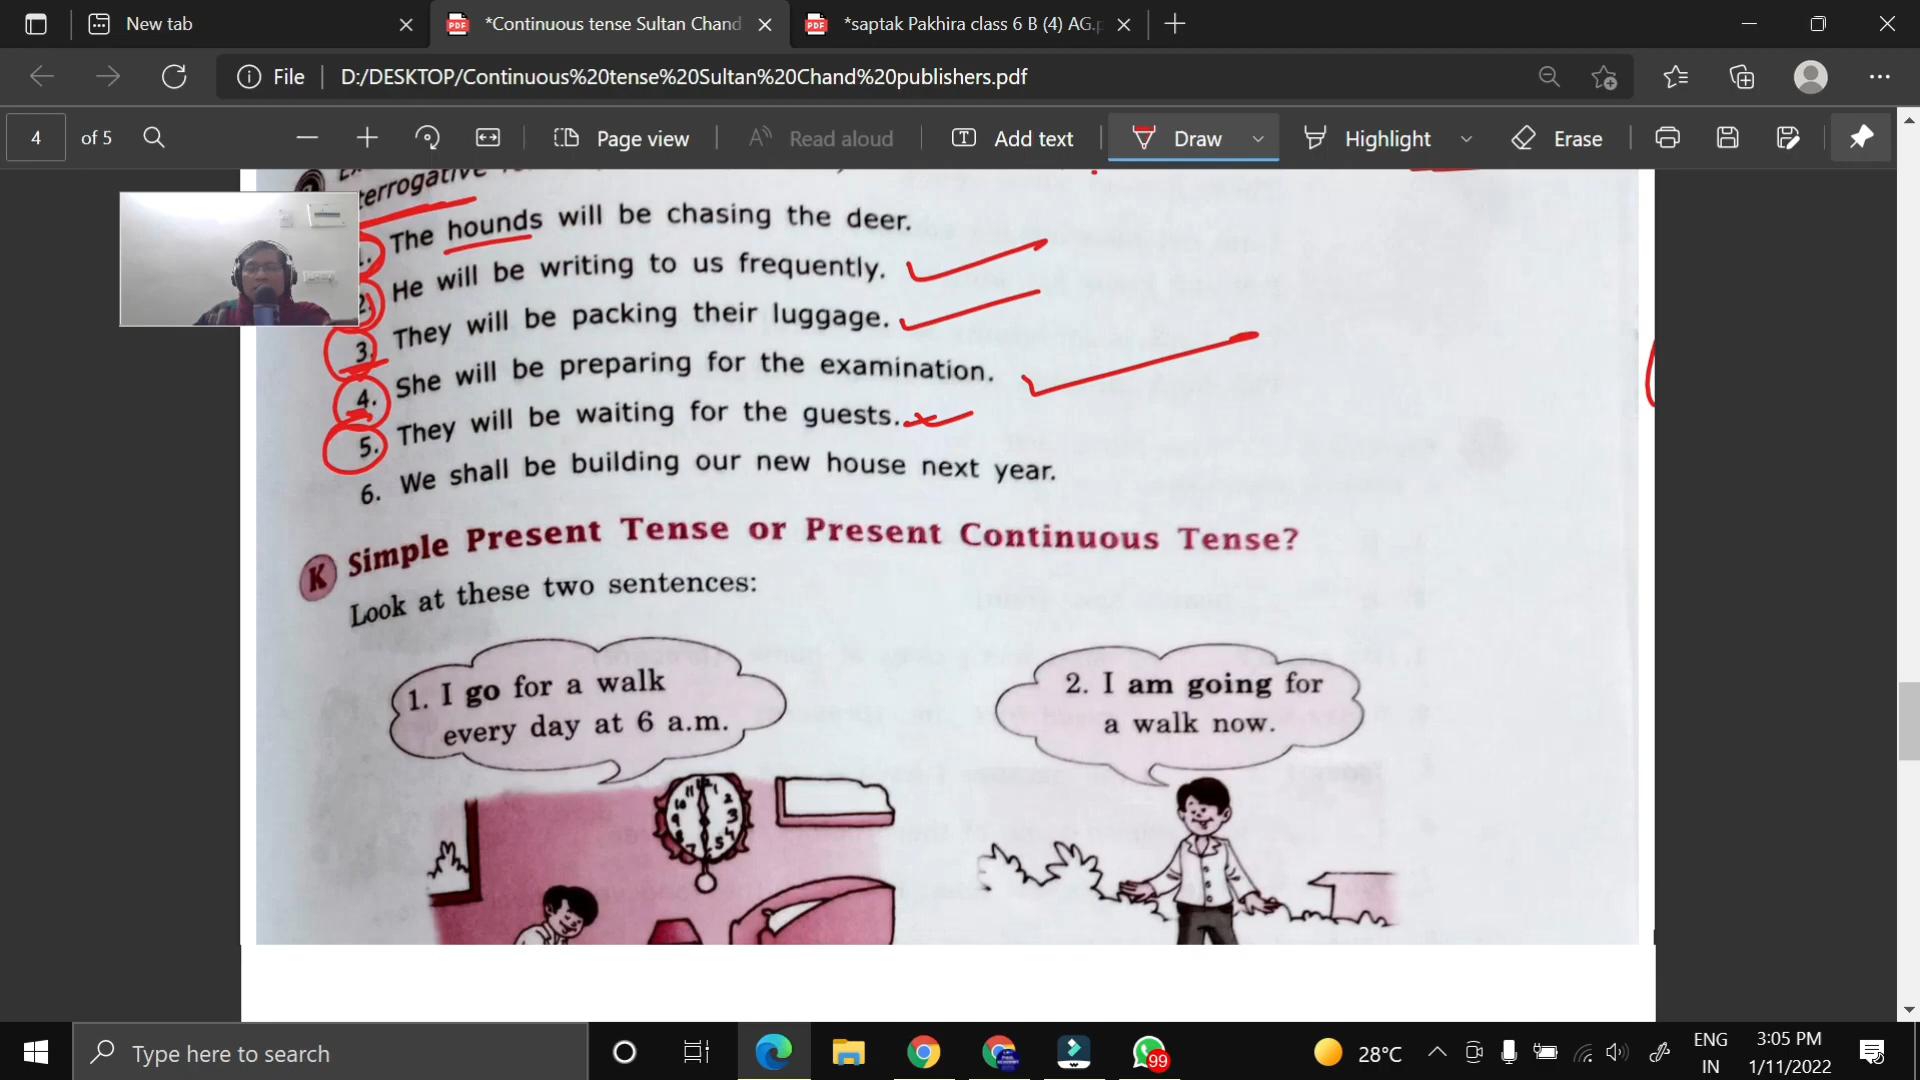 New tab
*Continuous tense Sultan Chand
*saptak Pakhira class 6 B (4) AG.p
File
D:/DESKTOP/Continuous%20tense%20Sultan%20Chand%20publishers.pdf
4 of 5
Page view
Read aloud
Add text
Draw
Highlight
Erase
terrogative
The hounds will be chasing the deer.
2. He will be writing to us frequently.
3. They will be packing their luggage.
4. She will be preparing for the examination.
5. They will be waiting for the guests.
6. We shall be building our new house next year.
K Simple Present Tense or Present Continuous Tense?
Look at these two sentences:
1. I go for a walk
every day at 6 a.m.
2. I am going for
a walk now.
Type here to search
99
28°C
ENG
IN
3:05 PM
1/11/2022